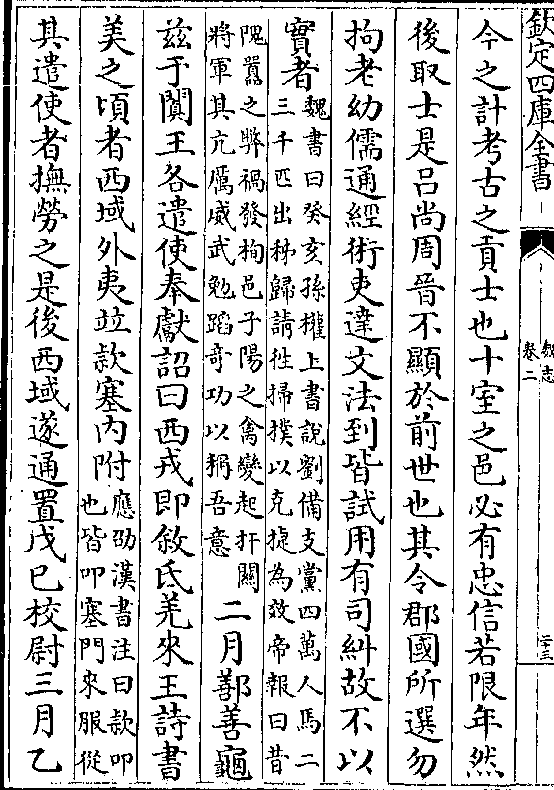 欽定四庫全書
魏志
卷二
二十三
今之計考古之貢士也十室之邑必有忠信若限年然
後取士是吕尚周晉不顯於前世也其令郡國所選勿
拘老幼儒通經術吏達文法到皆試用有司糾故不以
實者魏書曰癸亥孫權上書說劉備支黨四萬人馬二
三千匹出秭歸請往掃撲以克捷為效帝報曰昔
隗囂之弊禍發栒邑子陽之禽變起扞關
將軍其亢厲威武勉蹈奇功以稱吾意二月鄯善龜
兹于闐王各遣使奉獻詔曰西戎即敘氐羌來王詩書
美之頃者西域外夷竝款塞内附應劭漢書注曰款叩
也皆叩塞門來服從
其遣使者撫勞之是後西域遂通置戊巳校尉三月乙